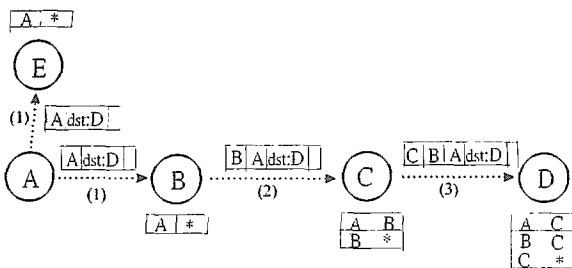 A *
E
(1) A dst:D
A dst:D B A dst:D C B A dst:D
A B C D
(1) (2) (3)
A * A B A C
B * B C
C *